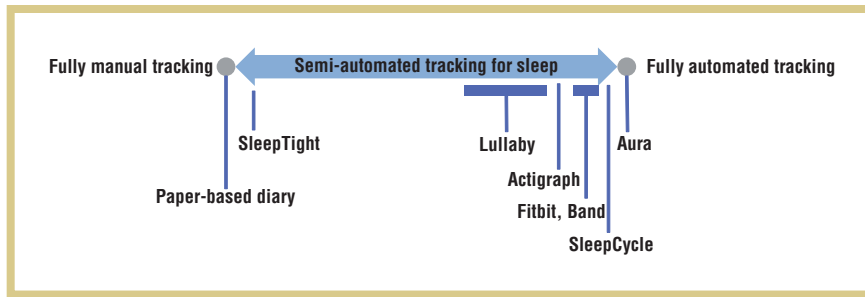 Fully manual tracking
Semi-automated tracking for sleep
Fully automated tracking
SleepTight
Lullaby
Aura
Actigraph
Paper-based diary
Fitbit, Band
SleepCycle